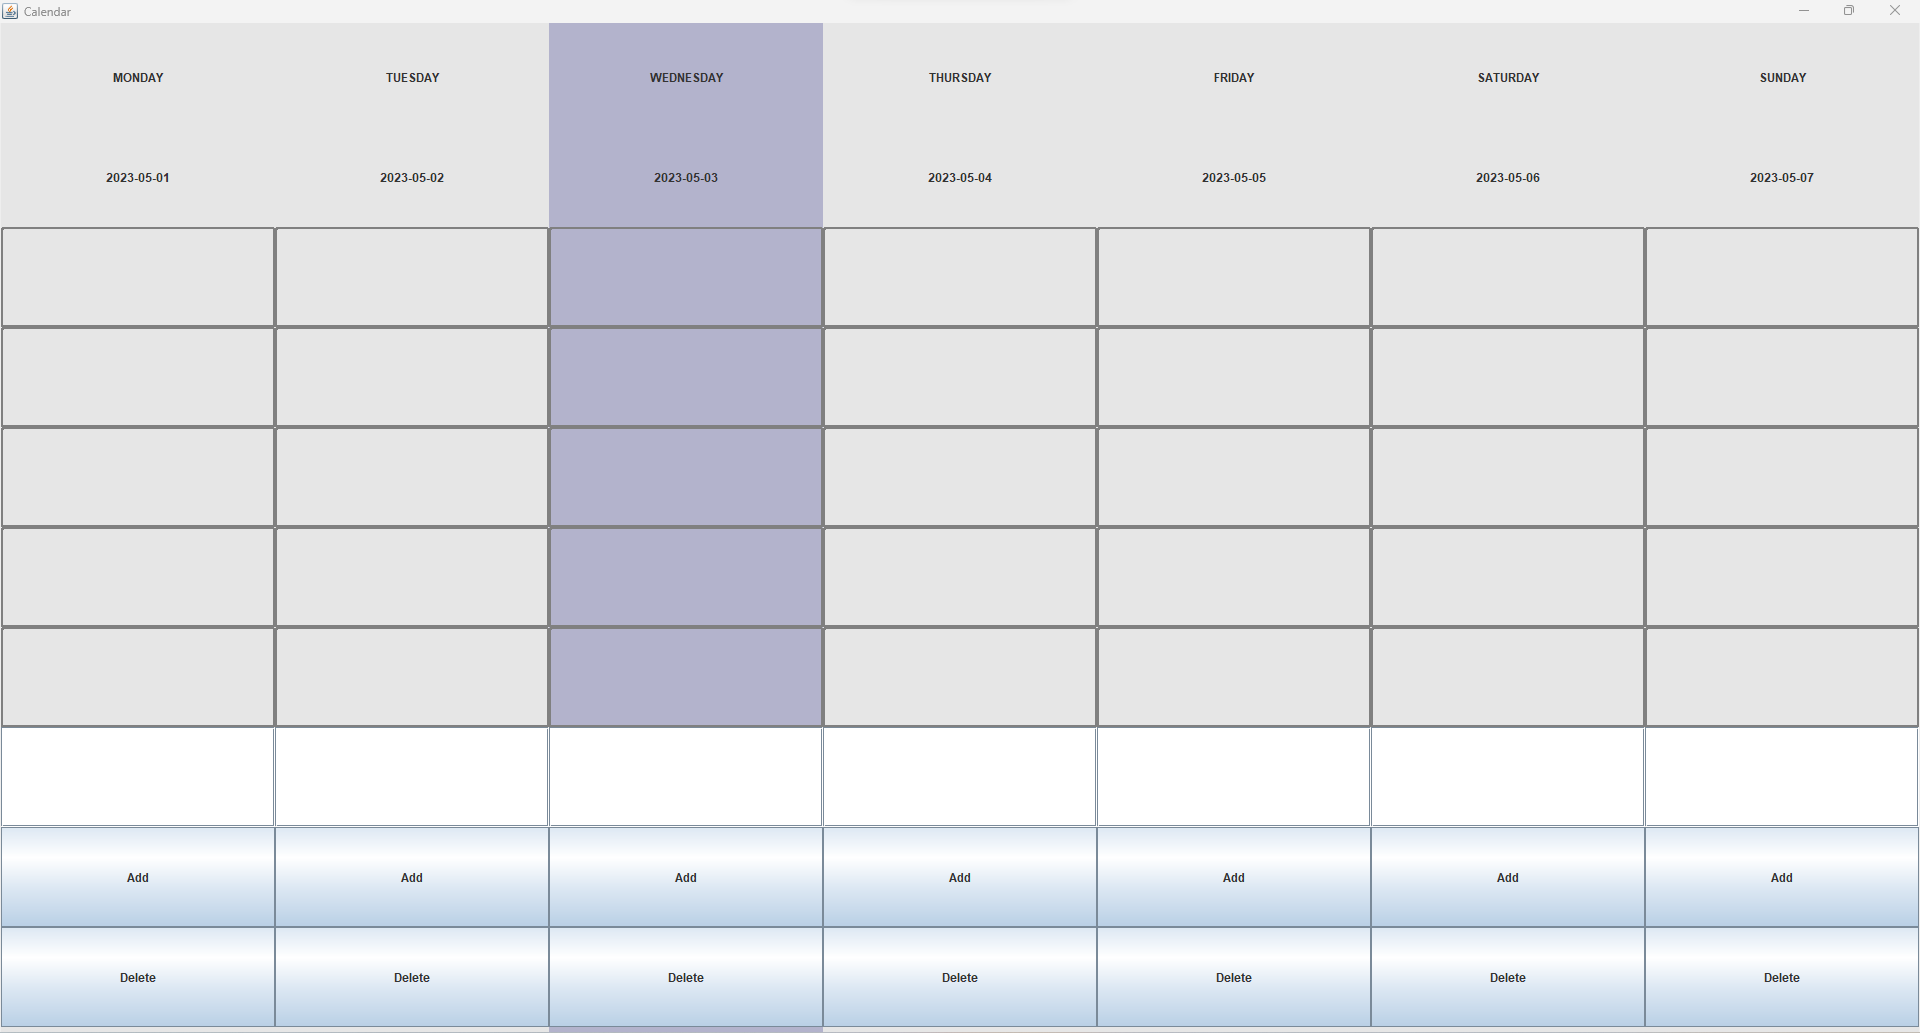 Calendar
MONDAY TUESDAY WEDNESDAY THURSDAY FRIDAY SATURDAY SUNDAY
2023-05-01 2023-05-02 2023-05-03 2023-05-04 2023-05-05 2023-05-06 2023-05-07
Add Add Add Add Add Add Add
Delete Delete Delete Delete Delete Delete Delete